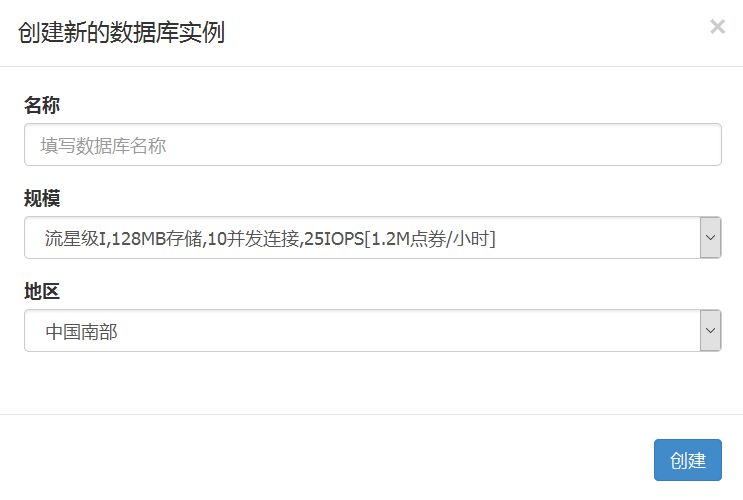 创建新的数据库实例
×
名称
填写数据库名称
规模
流星级I,128MB存储,10并发连接,25IOPS[1.2M点券/小时]
地区
中国南部
创建